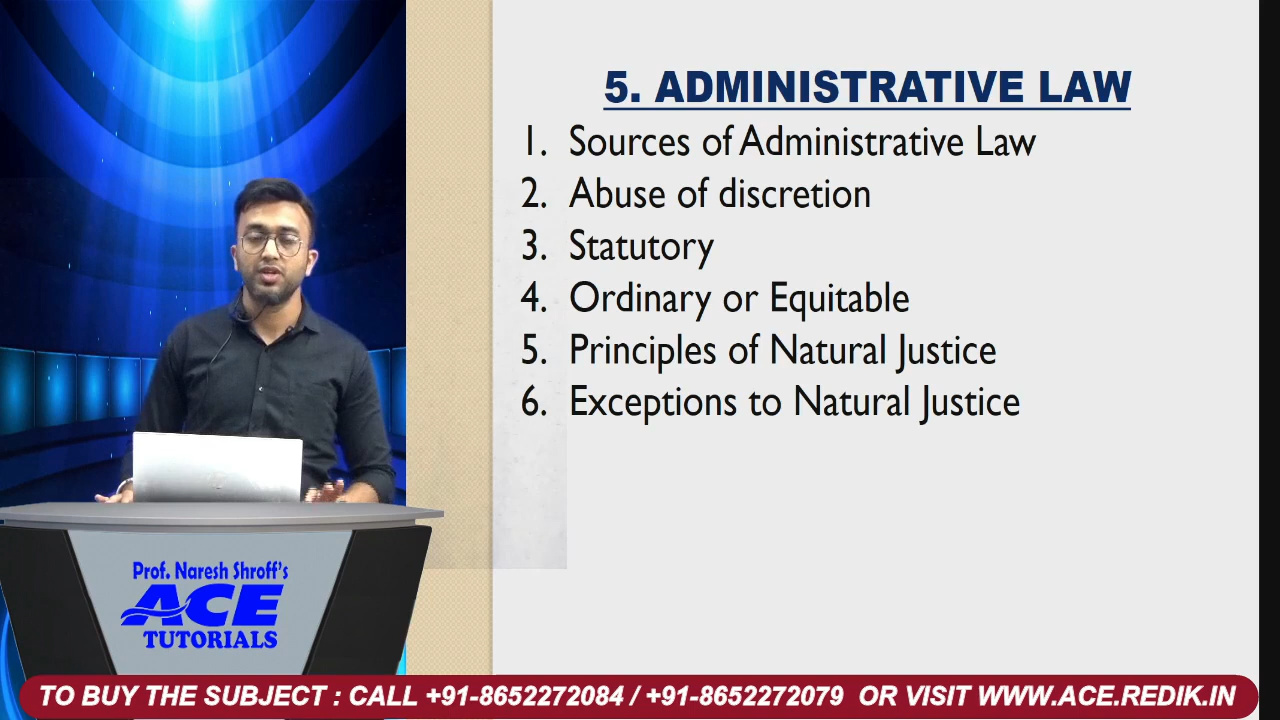 5. ADMINISTRATIVE LAW
1. Sources of Administrative Law
2. Abuse of discretion
3. Statutory
4. Ordinary or Equitable
5. Principles of Natural Justice
6. Exceptions to Natural Justice
Prof. Naresh Shroff's
ACE
TUTORIALS
TO BUY THE SUBJECT : CALL +91-8652272084 / +91-8652272079 OR VISIT WWW.ACE.REDIK.IN